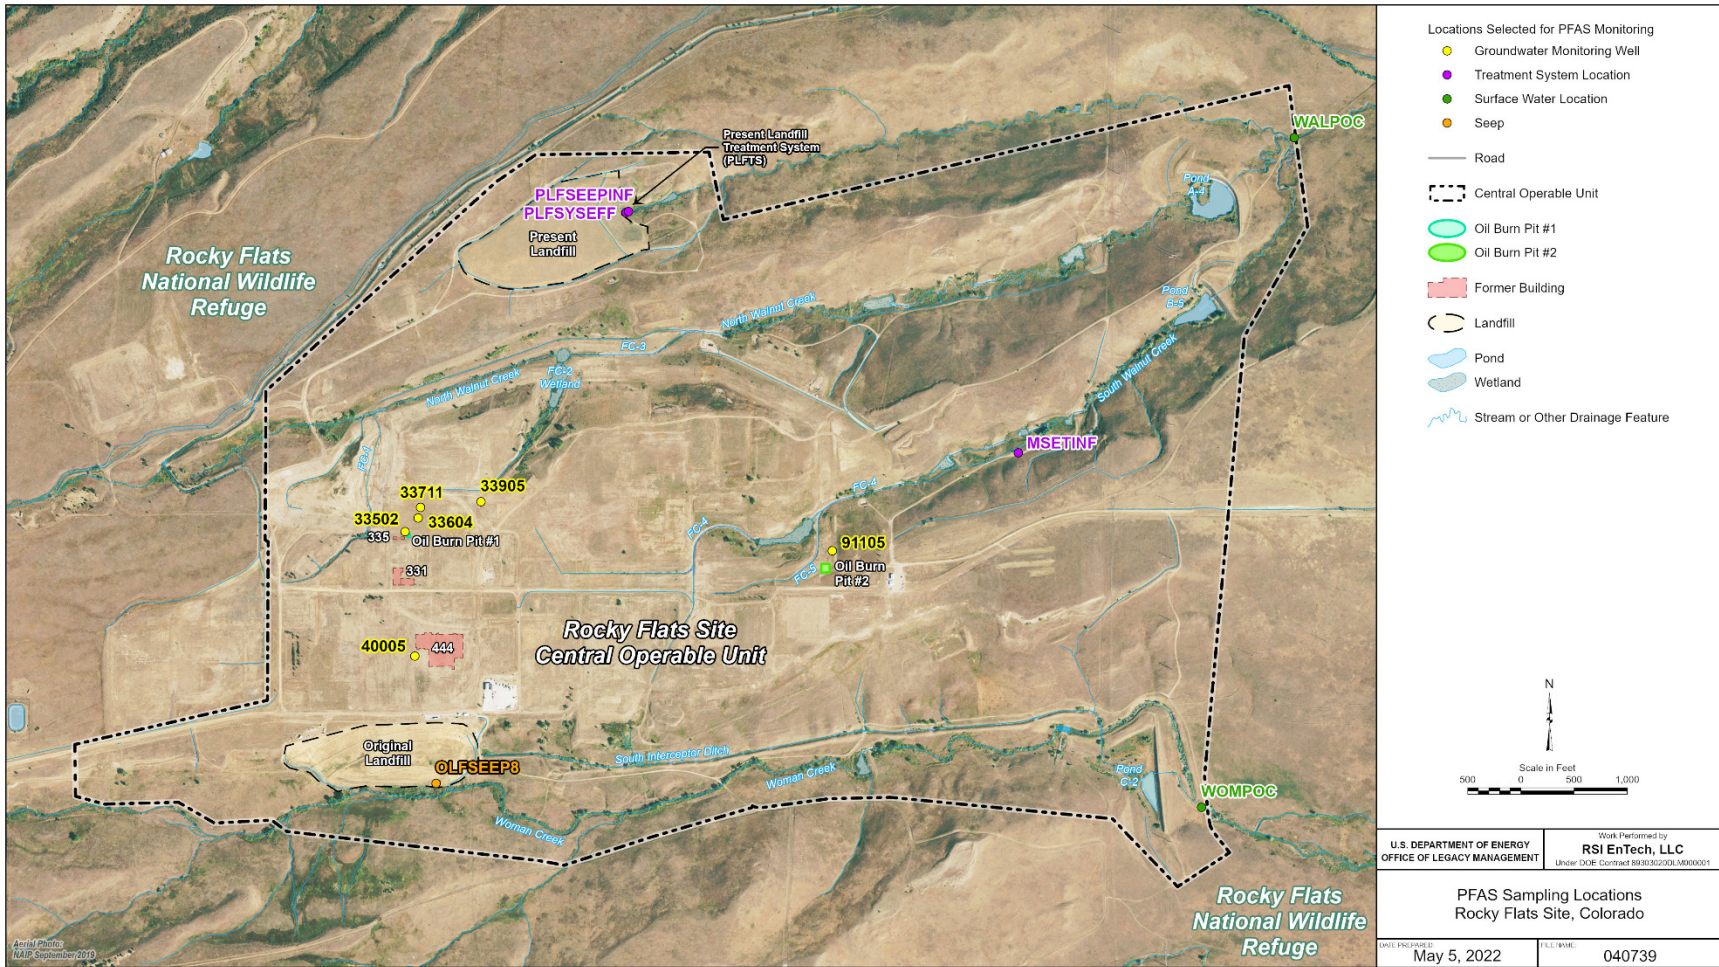 WALPOC
Present Landfill
Treatment System
(PLFTS)
PLFSEEPINF
PLFSYSEFF
Present
Landfill
Pond
A-4
Rocky Flats
National Wildlife
Refuge
Pond
B-5
North Walnut Creek
FC-3
FC-2
Wetland
North Walnut Creek
South Walnut Creek
MSETINF
FC-1
33711
33905
33502
33604
335
Oil Burn Pit #1
331
FC-4
FC-4
91105
Oil Burn
Pit #2
FC-5
40005
444
Rocky Flats Site
Central Operable Unit
Original
Landfill
OLFSEEP8
South Interceptor Ditch
Woman Creek
Woman Creek
Pond
C-2
WOMPOC
Rocky Flats
National Wildlife
Refuge
Aerial Photo:
NAIP September 2019
Locations Selected for PFAS Monitoring
Groundwater Monitoring Well
Treatment System Location
Surface Water Location
Seep
Road
Central Operable Unit
Oil Burn Pit #1
Oil Burn Pit #2
Former Building
Landfill
Pond
Wetland
Stream or Other Drainage Feature
N
Scale in Feet
500 0 500 1,000
U.S. DEPARTMENT OF ENERGY
OFFICE OF LEGACY MANAGEMENT
Work Performed by
RSI EnTech, LLC
Under DOE Contract 89303020DLM000001
PFAS Sampling Locations
Rocky Flats Site, Colorado
DATE PREPARED:
May 5, 2022
FILE NAME:
040739